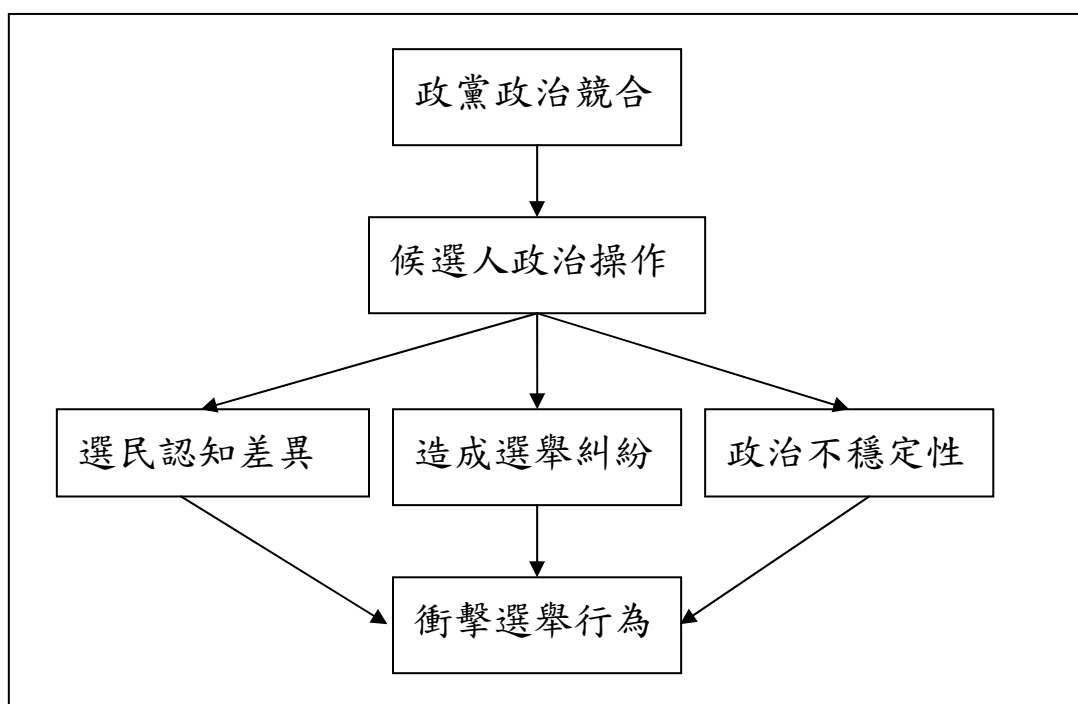 政黨政治競合
候選人政治操作
選民認知差異
造成選舉糾紛
政治不穩定性
衝擊選舉行為